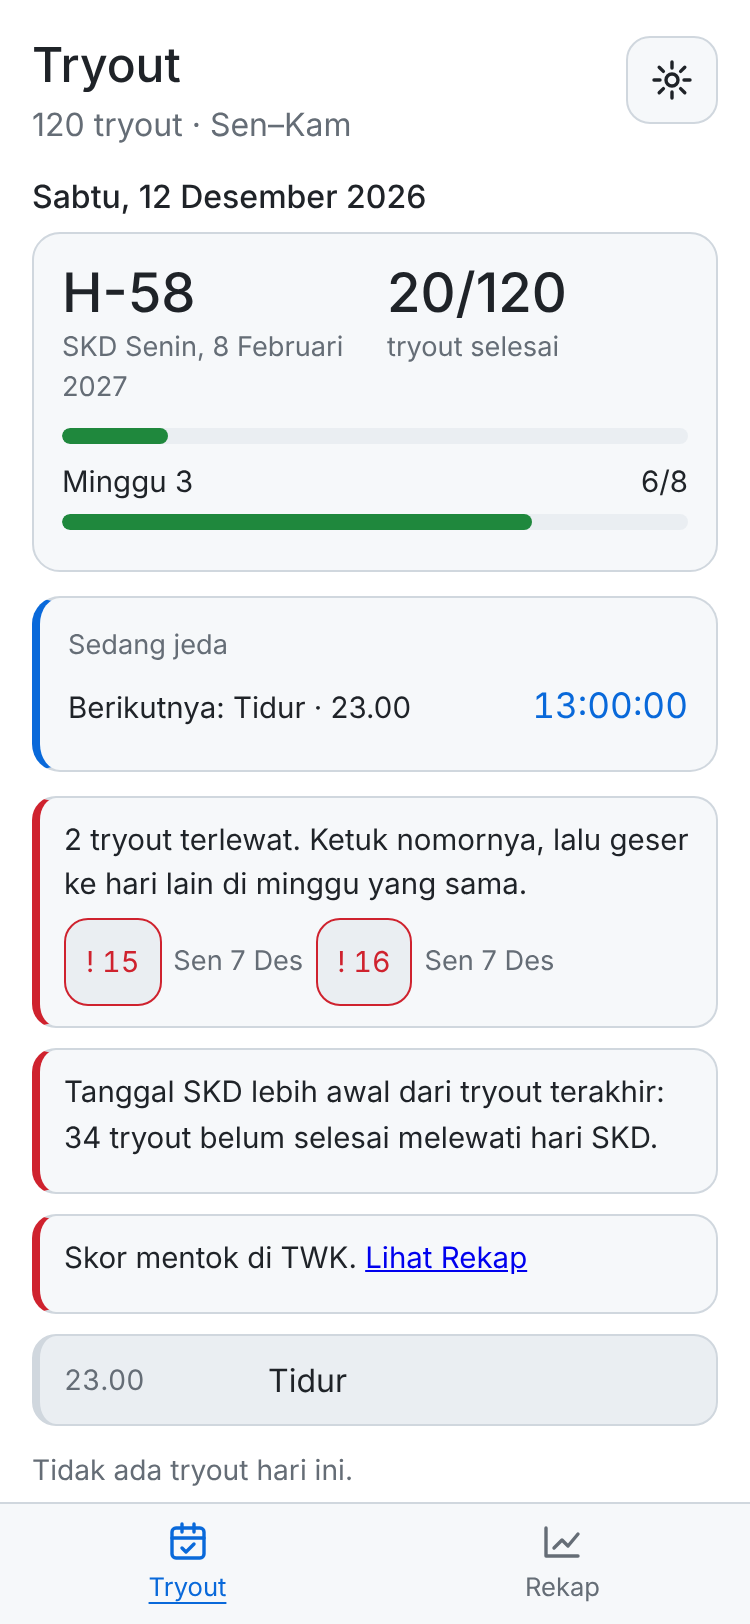 Tryout
120 tryout · Sen–Kam
Sabtu, 12 Desember 2026
H-58
20/120
SKD Senin, 8 Februari
2027
tryout selesai
Minggu 3
6/8
Sedang jeda
Berikutnya: Tidur · 23.00
13:00:00
2 tryout terlewat. Ketuk nomornya, lalu geser
ke hari lain di minggu yang sama.
! 15 Sen 7 Des ! 16 Sen 7 Des
Tanggal SKD lebih awal dari tryout terakhir:
34 tryout belum selesai melewati hari SKD.
Skor mentok di TWK. Lihat Rekap
23.00 Tidur
Tidak ada tryout hari ini.
Tryout
Rekap